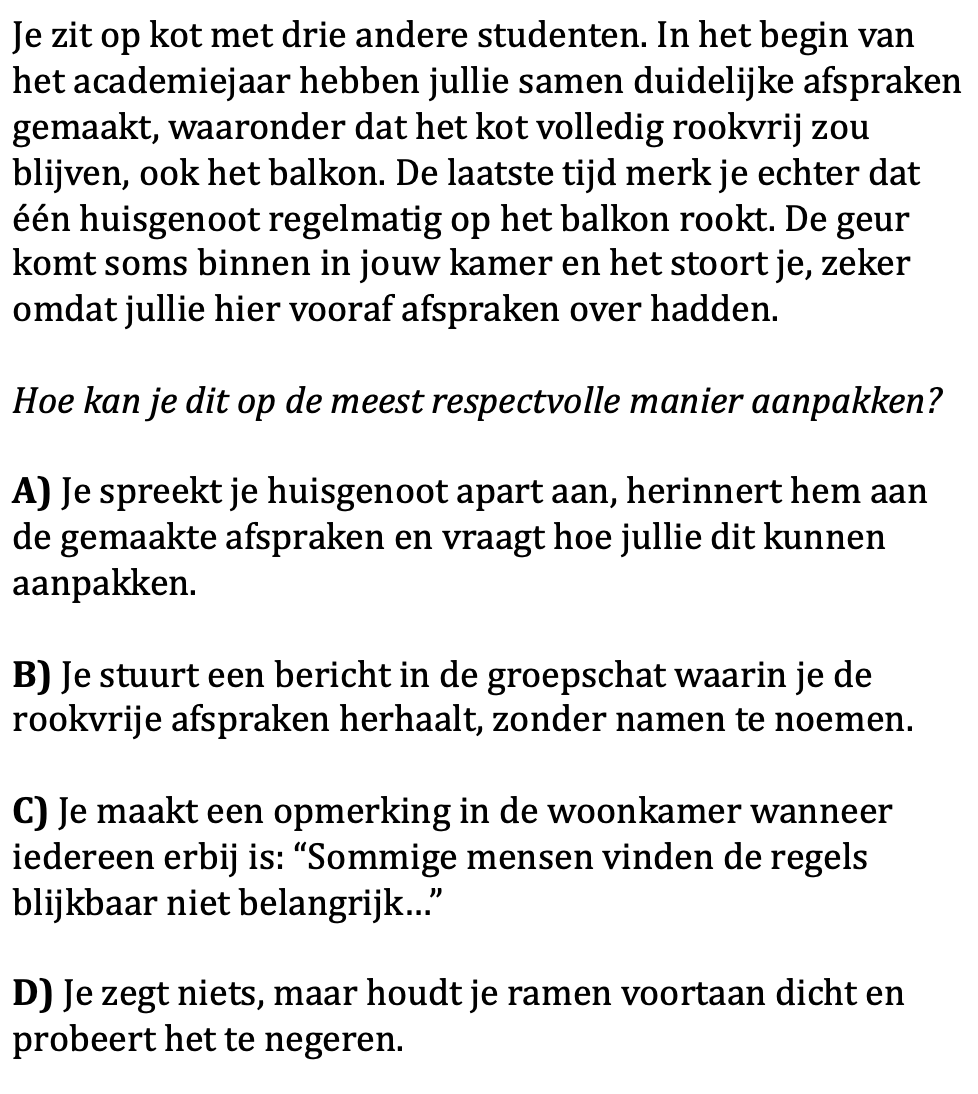 Je zit op kot met drie andere studenten. In het begin van
het academiejaar hebben jullie samen duidelijke afspraken
gemaakt, waaronder dat het kot volledig rookvrij zou
blijven, ook het balkon. De laatste tijd merk je echter dat
één huisgenoot regelmatig op het balkon rookt. De geur
komt soms binnen in jouw kamer en het stoort je, zeker
omdat jullie hier vooraf afspraken over hadden.
Hoe kan je dit op de meest respectvolle manier aanpakken?
A) Je spreekt je huisgenoot apart aan, herinnert hem aan
de gemaakte afspraken en vraagt hoe jullie dit kunnen
aanpakken.
B) Je stuurt een bericht in de groepschat waarin je de
rookvrije afspraken herhaalt, zonder namen te noemen.
C) Je maakt een opmerking in de woonkamer wanneer
iedereen erbij is: “Sommige mensen vinden de regels
blijkbaar niet belangrijk…”
D) Je zegt niets, maar houdt je ramen voortaan dicht en
probeert het te negeren.